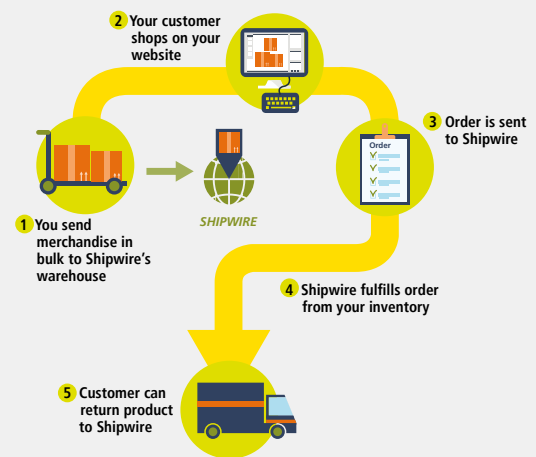 2 Your customer
shops on your
website
3 Order is sent
to Shipwire
Order
SHIPWIRE
1 You send
merchandise in
bulk to Shipwire's
warehouse
4 Shipwire fulfills order
from your inventory
5 Customer can
return product
to Shipwire